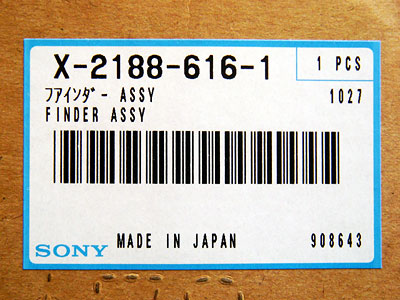 X-2188-616-1
1 PCS
ファインダ゛- ASSY
1027
FINDER ASSY
SONY
MADE IN JAPAN
908643